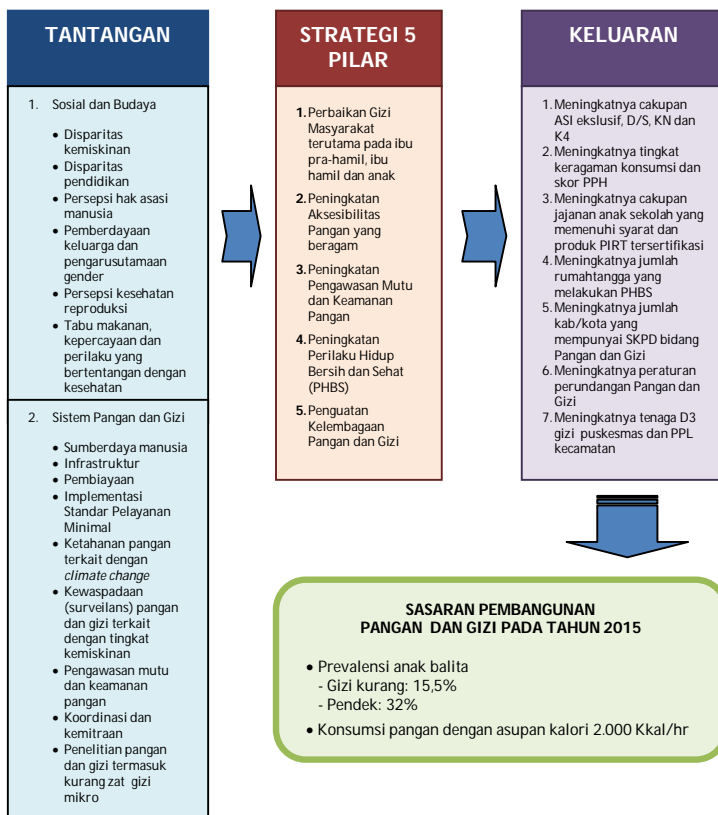 TANTANGAN
1. Sosial dan Budaya
• Disparitas
kemiskinan
• Disparitas
pendidikan
• Persepsi hak asasi
manusia
• Pemberdayaan
keluarga dan
pengarusutamaan
gender
• Persepsi kesehatan
reproduksi
• Tabu makanan,
kepercayaan dan
perilaku yang
bertentangan dengan
kesehatan
2. Sistem Pangan dan Gizi
• Sumberdaya manusia
• Infrastruktur
• Pembiayaan
• Implementasi
Standar Pelayanan
Minimal
• Ketahanan pangan
terkait dengan
climate change
• Kewaspadaan
(surveilans) pangan
dan gizi terkait
dengan tingkat
kemiskinan
• Pengawasan mutu
dan keamanan
pangan
• Koordinasi dan
kemitraan
• Penelitian pangan
dan gizi termasuk
kurang zat gizi
mikro
STRATEGI 5
PILAR
1. Perbaikan Gizi
Masyarakat
terutama pada ibu
pra-hamil, ibu
hamil dan anak
2. Peningkatan
Aksesibilitas
Pangan yang
beragam
3. Peningkatan
Pengawasan Mutu
dan Keamanan
Pangan
4. Peningkatan
Perilaku Hidup
Bersih dan Sehat
(PHBS)
5. Penguatan
Kelembagaan
Pangan dan Gizi
KELUARAN
1. Meningkatnya cakupan
ASI ekslusif, D/S, KN dan
K4
2. Meningkatnya tingkat
keragaman konsumsi dan
skor PPH
3. Meningkatnya cakupan
jajanan anak sekolah yang
memenuhi syarat dan
produk PIRT tersertifikasi
4. Meningkatnya jumlah
rumahtangga yang
melakukan PHBS
5. Meningkatnya jumlah
kab/kota yang
mempunyai SKPD bidang
Pangan dan Gizi
6. Meningkatnya peraturan
perundangan Pangan dan
Gizi
7. Meningkatnya tenaga D3
gizi puskesmas dan PPL
kecamatan
SASARAN PEMBANGUNAN
PANGAN DAN GIZI PADA TAHUN 2015
• Prevalensi anak balita
- Gizi kurang: 15,5%
- Pendek: 32%
• Konsumsi pangan dengan asupan kalori 2.000 Kkal/hr